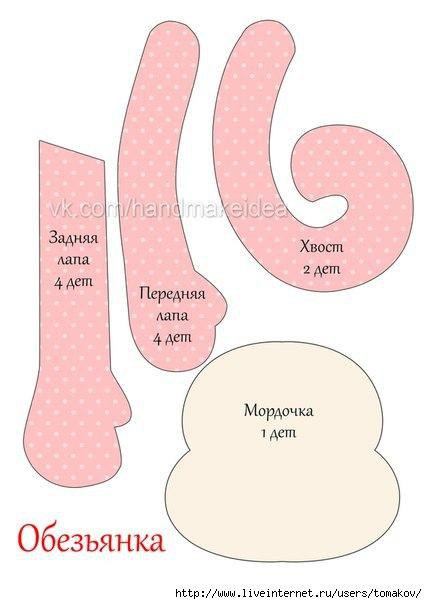 vk.com/handmakeidea
Задняя
лапа
4 дет
Передняя
лапа
4 дет
Хвост
2 дет
Мордочка
1 дет
Обезьянка
http://www.liveinternet.ru/users/tomakov/